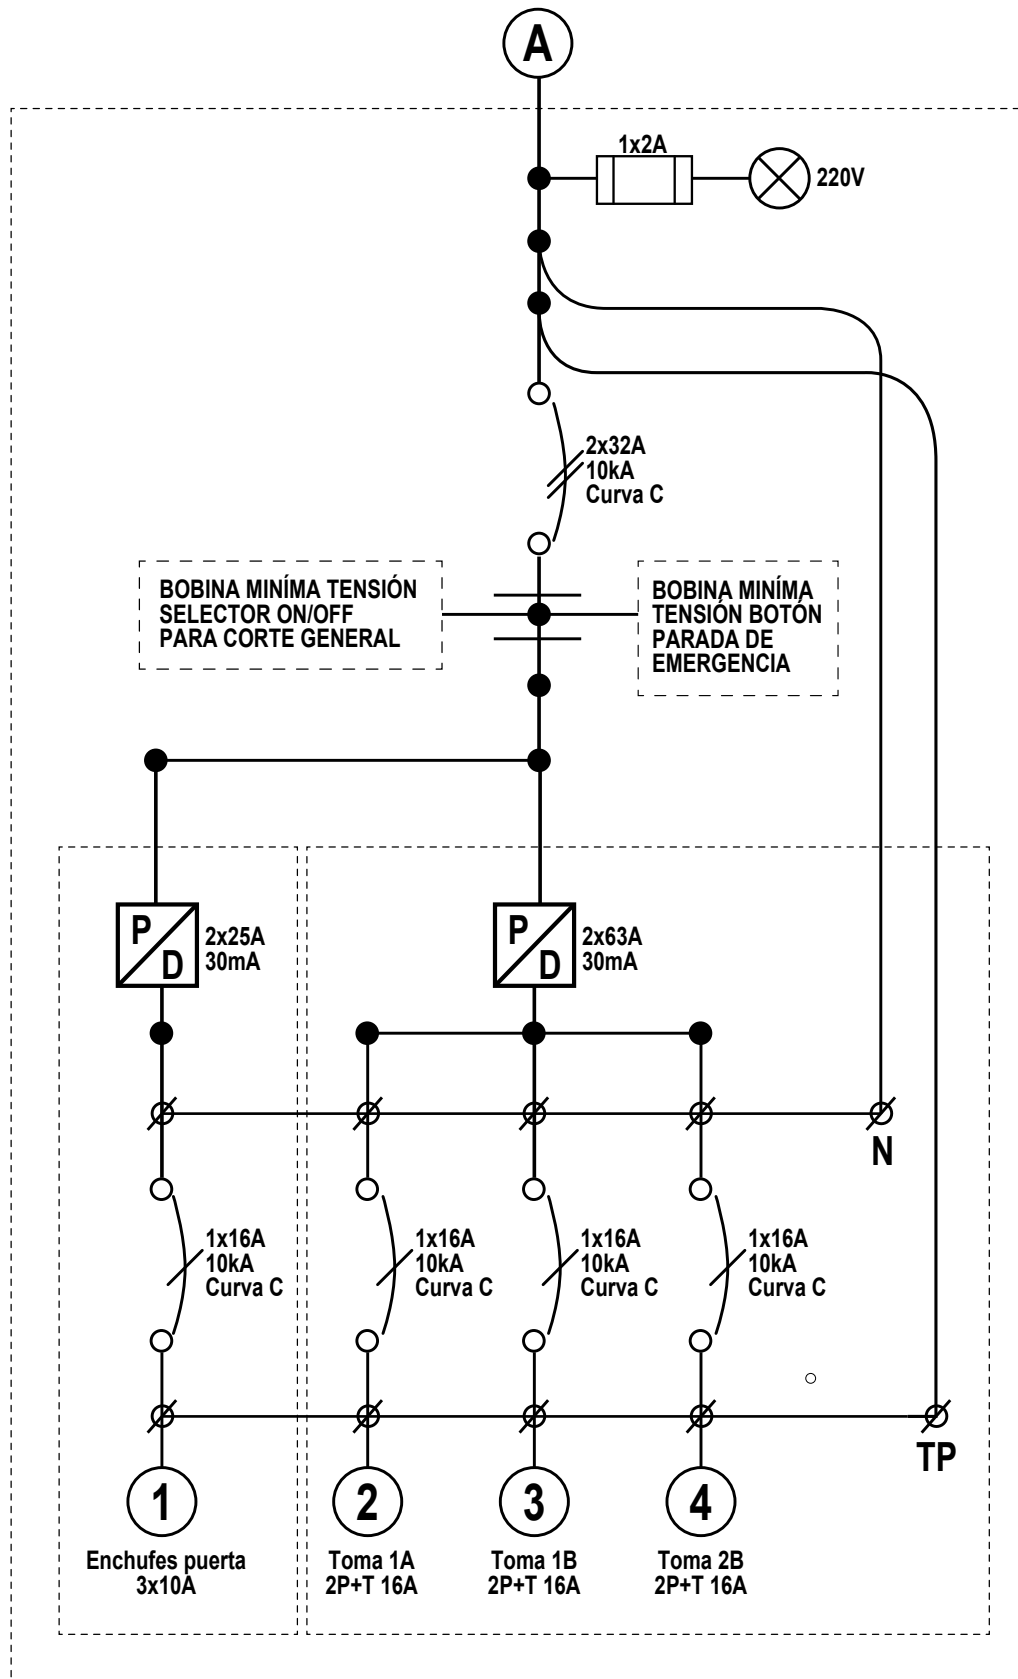 A
1x2A
220V
2x32A
10kA
Curva C
BOBINA MINÍMA TENSIÓN
SELECTOR ON/OFF
PARA CORTE GENERAL
BOBINA MINÍMA
TENSIÓN BOTÓN
PARADA DE
EMERGENCIA
P
D
2x25A
30mA
P
D
2x63A
30mA
N
1x16A
10kA
Curva C
1x16A
10kA
Curva C
1x16A
10kA
Curva C
1x16A
10kA
Curva C
TP
1
Enchufes puerta
3x10A
2
Toma 1A
2P+T 16A
3
Toma 1B
2P+T 16A
4
Toma 2B
2P+T 16A